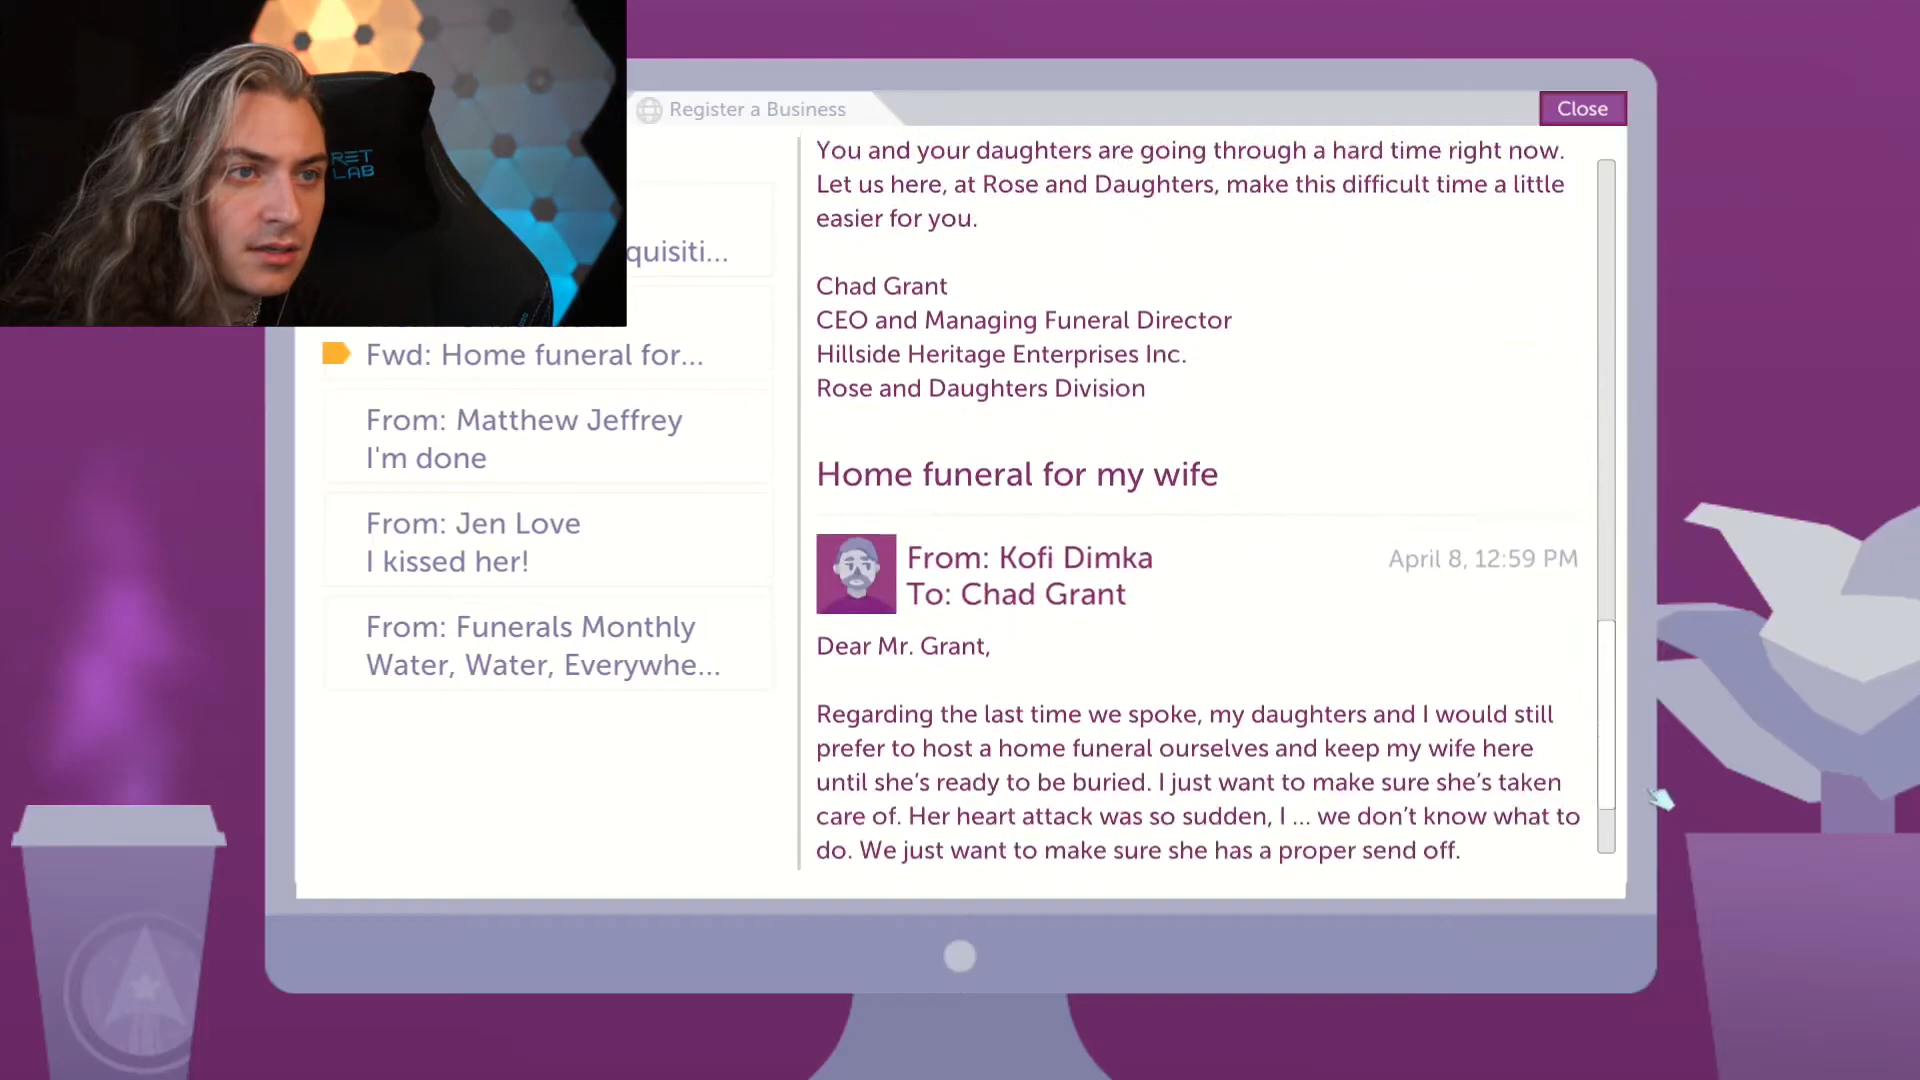 RET
LAB
Register a Business
Close
quisiti...
Fwd: Home funeral for...
From: Matthew Jeffrey
I'm done
From: Jen Love
I kissed her!
From: Funerals Monthly
Water, Water, Everywhe...
You and your daughters are going through a hard time right now.
Let us here, at Rose and Daughters, make this difficult time a little
easier for you.
Chad Grant
CEO and Managing Funeral Director
Hillside Heritage Enterprises Inc.
Rose and Daughters Division
Home funeral for my wife
From: Kofi Dimka
April 8, 12:59 PM
To: Chad Grant
Dear Mr. Grant,
Regarding the last time we spoke, my daughters and I would still
prefer to host a home funeral ourselves and keep my wife here
until she’s ready to be buried. I just want to make sure she’s taken
care of. Her heart attack was so sudden, I ... we don’t know what to
do. We just want to make sure she has a proper send off.